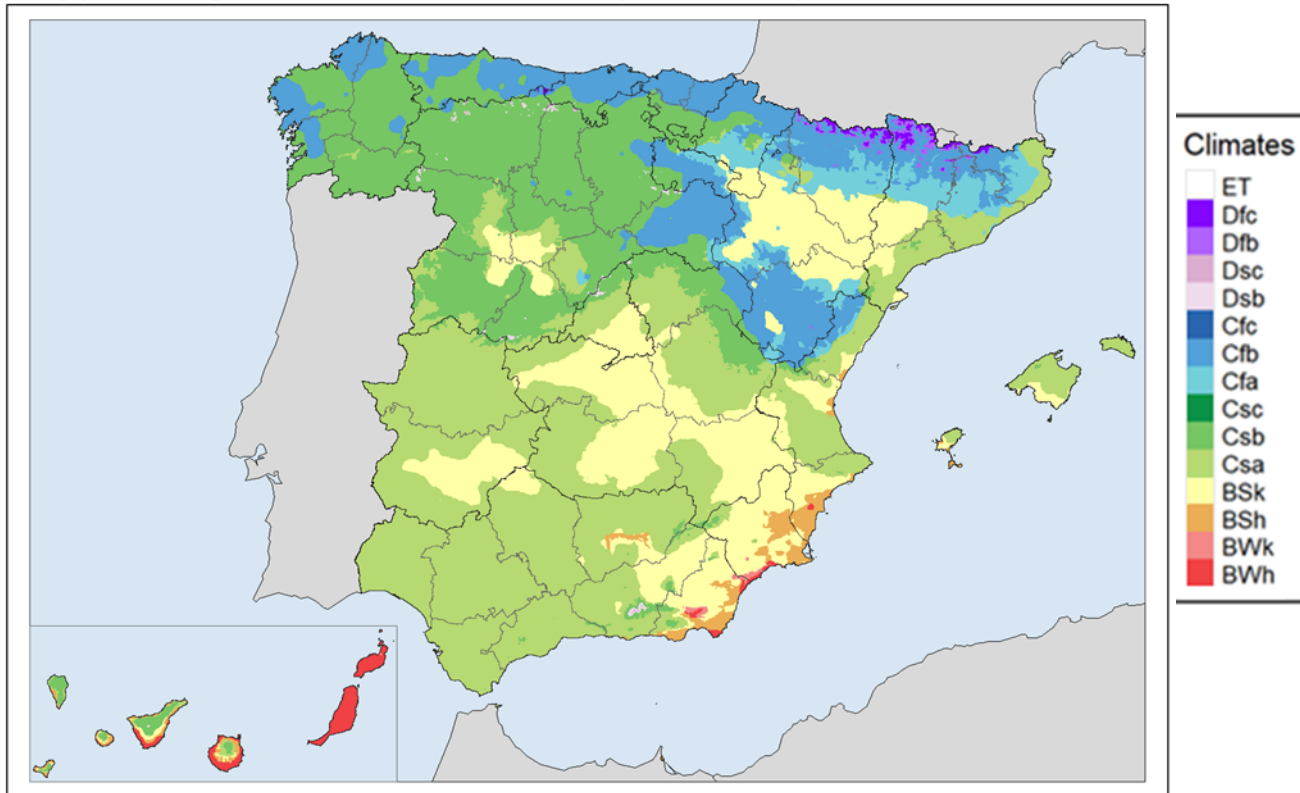 Climates
ET
Dfc
Dfb
Dsc
Dsb
Cfc
Cfb
Cfa
Csc
Csb
Csa
BSk
BSh
BWk
BWh